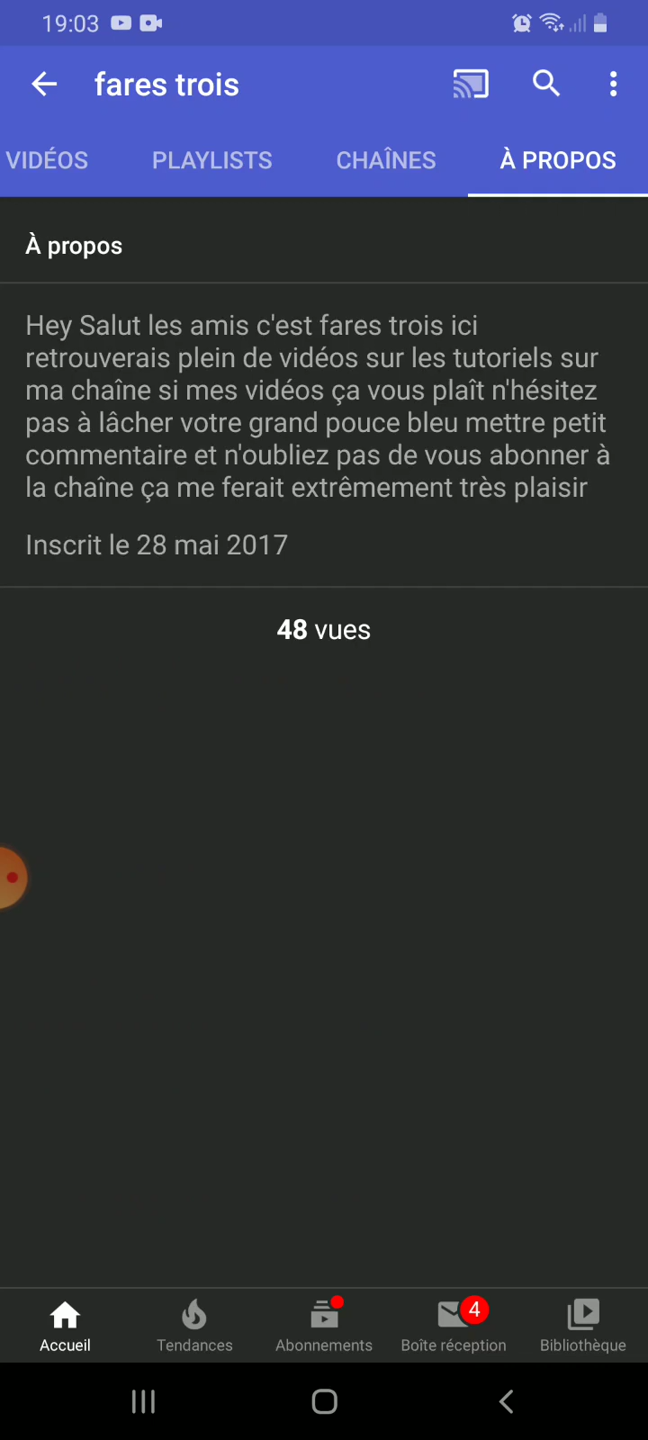 19:03
fares trois
VIDÉOS PLAYLISTS CHAÎNES À PROPOS
À propos
Hey Salut les amis c'est fares trois ici
retrouverais plein de vidéos sur les tutoriels sur
ma chaîne si mes vidéos ça vous plaît n'hésitez
pas à lâcher votre grand pouce bleu mettre petit
commentaire et n'oubliez pas de vous abonner à
la chaîne ça me ferait extrêmement très plaisir
Inscrit le 28 mai 2017
48 vues
4
Accueil Tendances Abonnements Boîte réception Bibliothèque